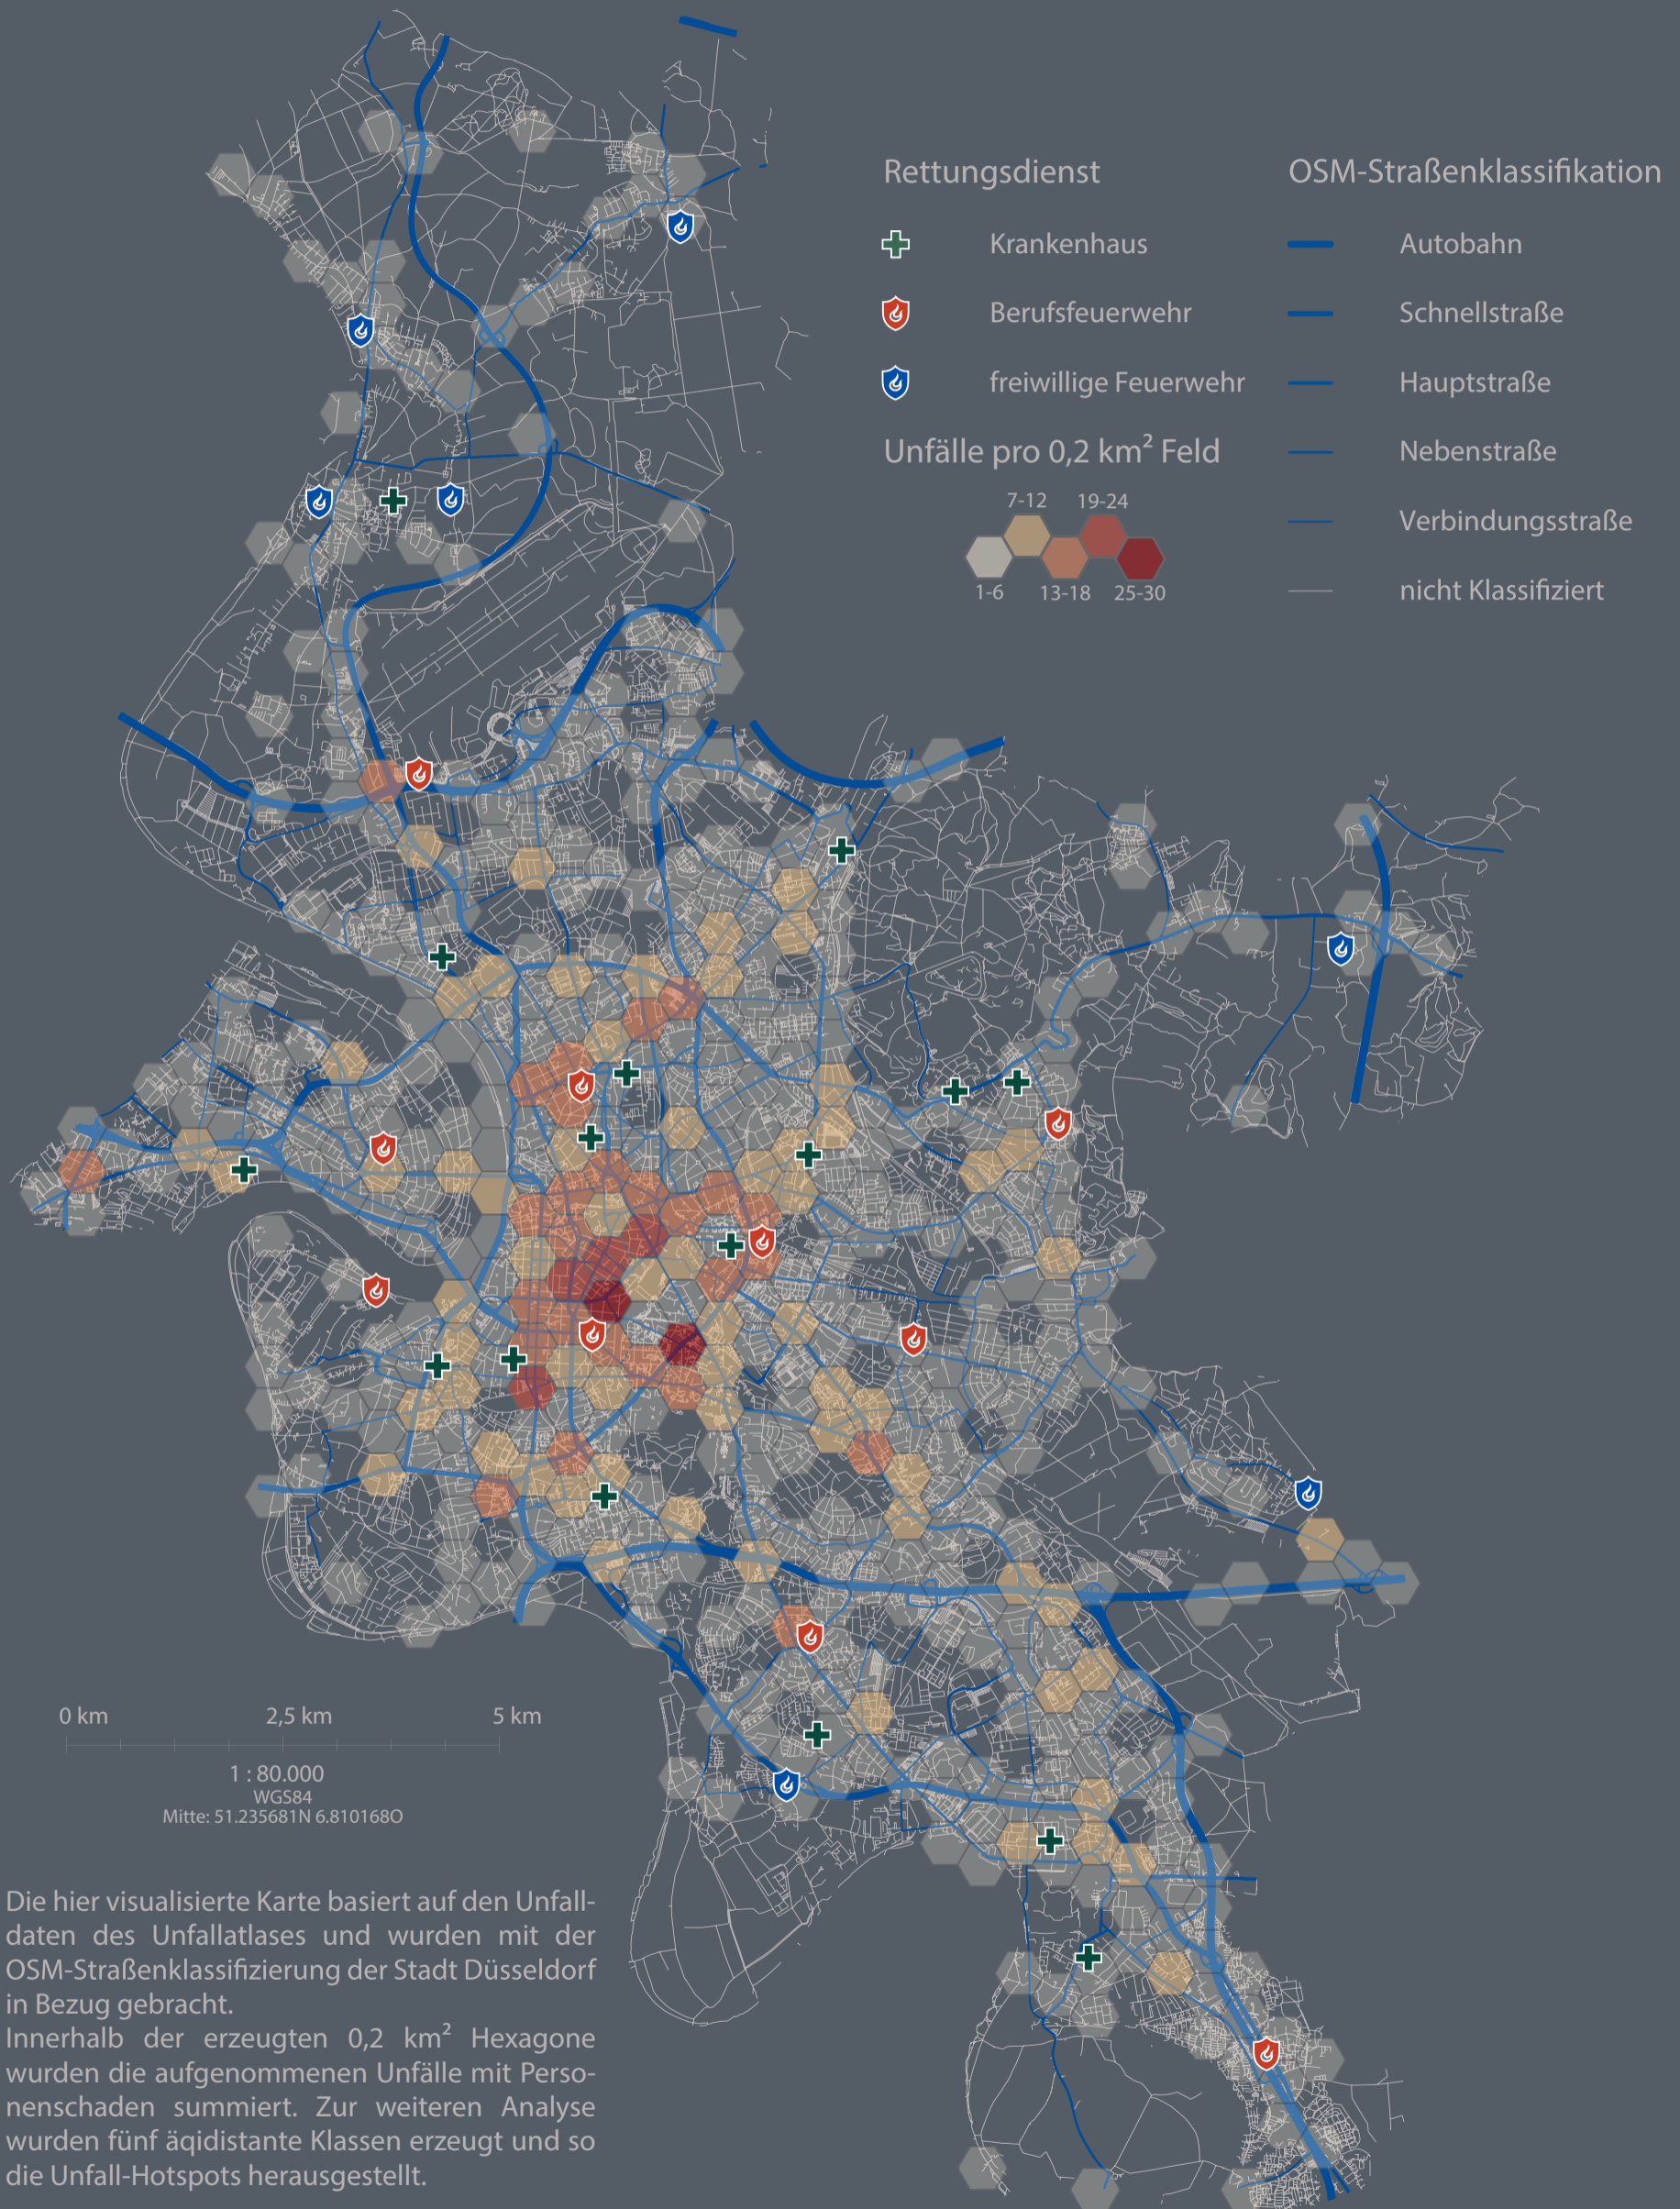 Rettungsdienst
Krankenhaus
Berufsfeuerwehr
freiwillige Feuerwehr
Unfälle pro 0,2 km² Feld
7-12 19-24
1-6 13-18 25-30
OSM-Straßenklassifikation
Autobahn
Schnellstraße
Hauptstraße
Nebenstraße
Verbindungsstraße
nicht Klassifiziert
0 km 2,5 km 5 km
1 : 80.000
WGS84
Mitte: 51.235681N 6.810168O
Die hier visualisierte Karte basiert auf den Unfall-
daten des Unfallatlases und wurden mit der
OSM-Straßenklassifizierung der Stadt Düsseldorf
in Bezug gebracht.
Innerhalb der erzeugten 0,2 km² Hexagone
wurden die aufgenommenen Unfälle mit Perso-
nenschaden summiert. Zur weiteren Analyse
wurden fünf äqidistante Klassen erzeugt und so
die Unfall-Hotspots herausgestellt.